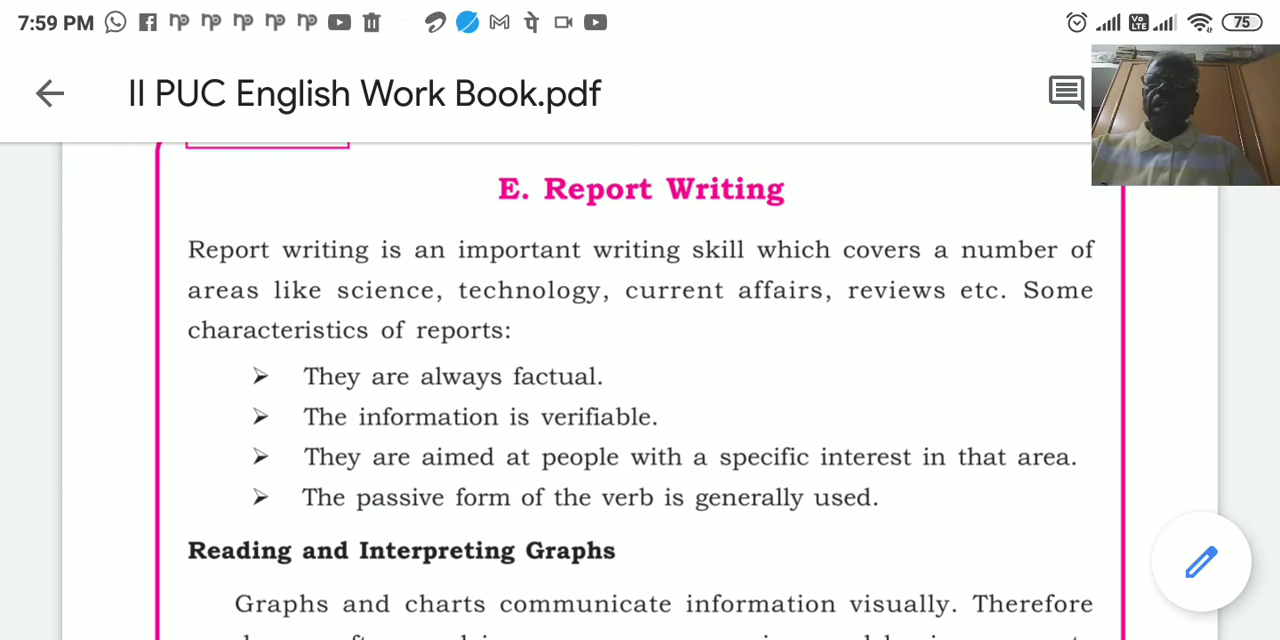 7:59 PM
75
II PUC English Work Book.pdf
E. Report Writing
Report writing is an important writing skill which covers a number of
areas like science, technology, current affairs, reviews etc. Some
characteristics of reports:
➢ They are always factual.
➢ The information is verifiable.
➢ They are aimed at people with a specific interest in that area.
➢ The passive form of the verb is generally used.
Reading and Interpreting Graphs
Graphs and charts communicate information visually. Therefore